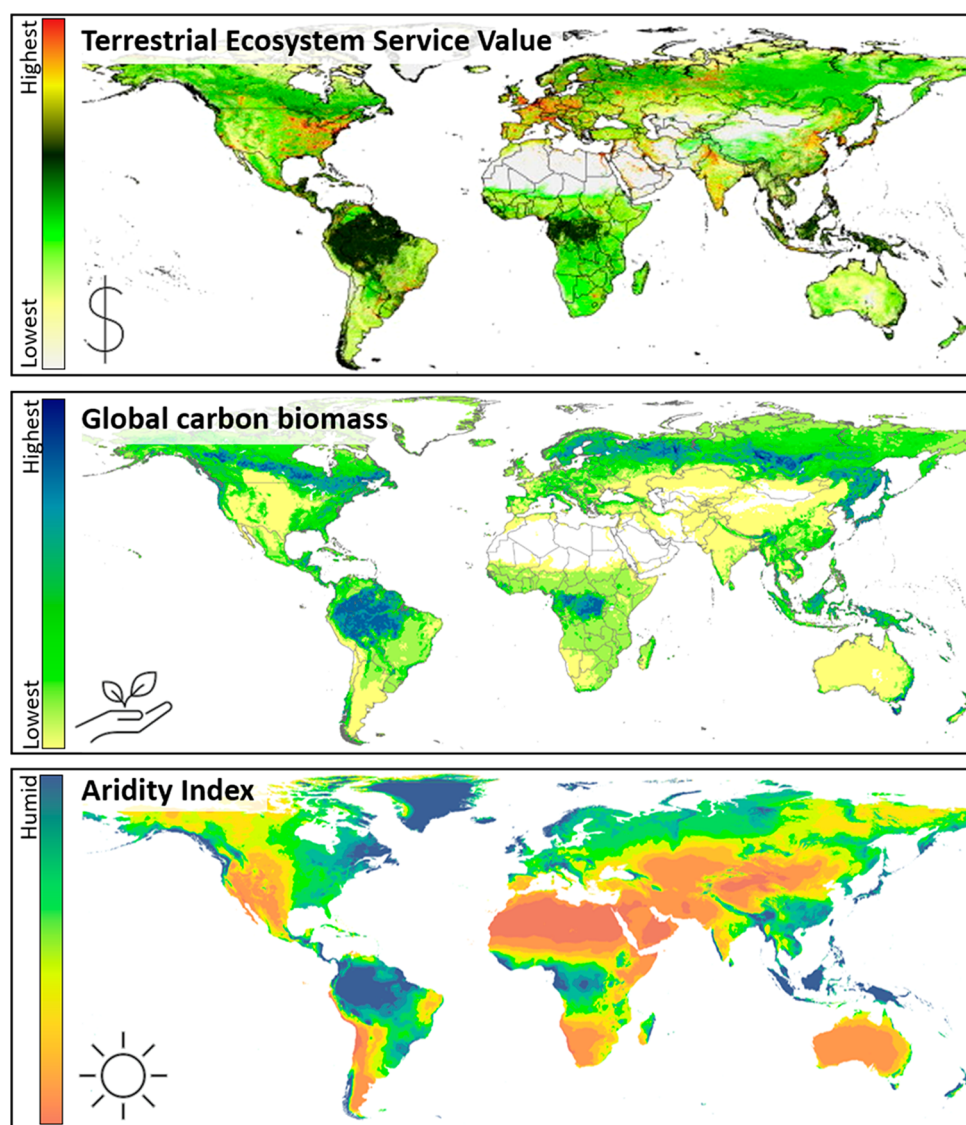 Terrestrial Ecosystem Service Value
Highest
Lowest
$
Global carbon biomass
Highest
Lowest
Aridity Index
Humid